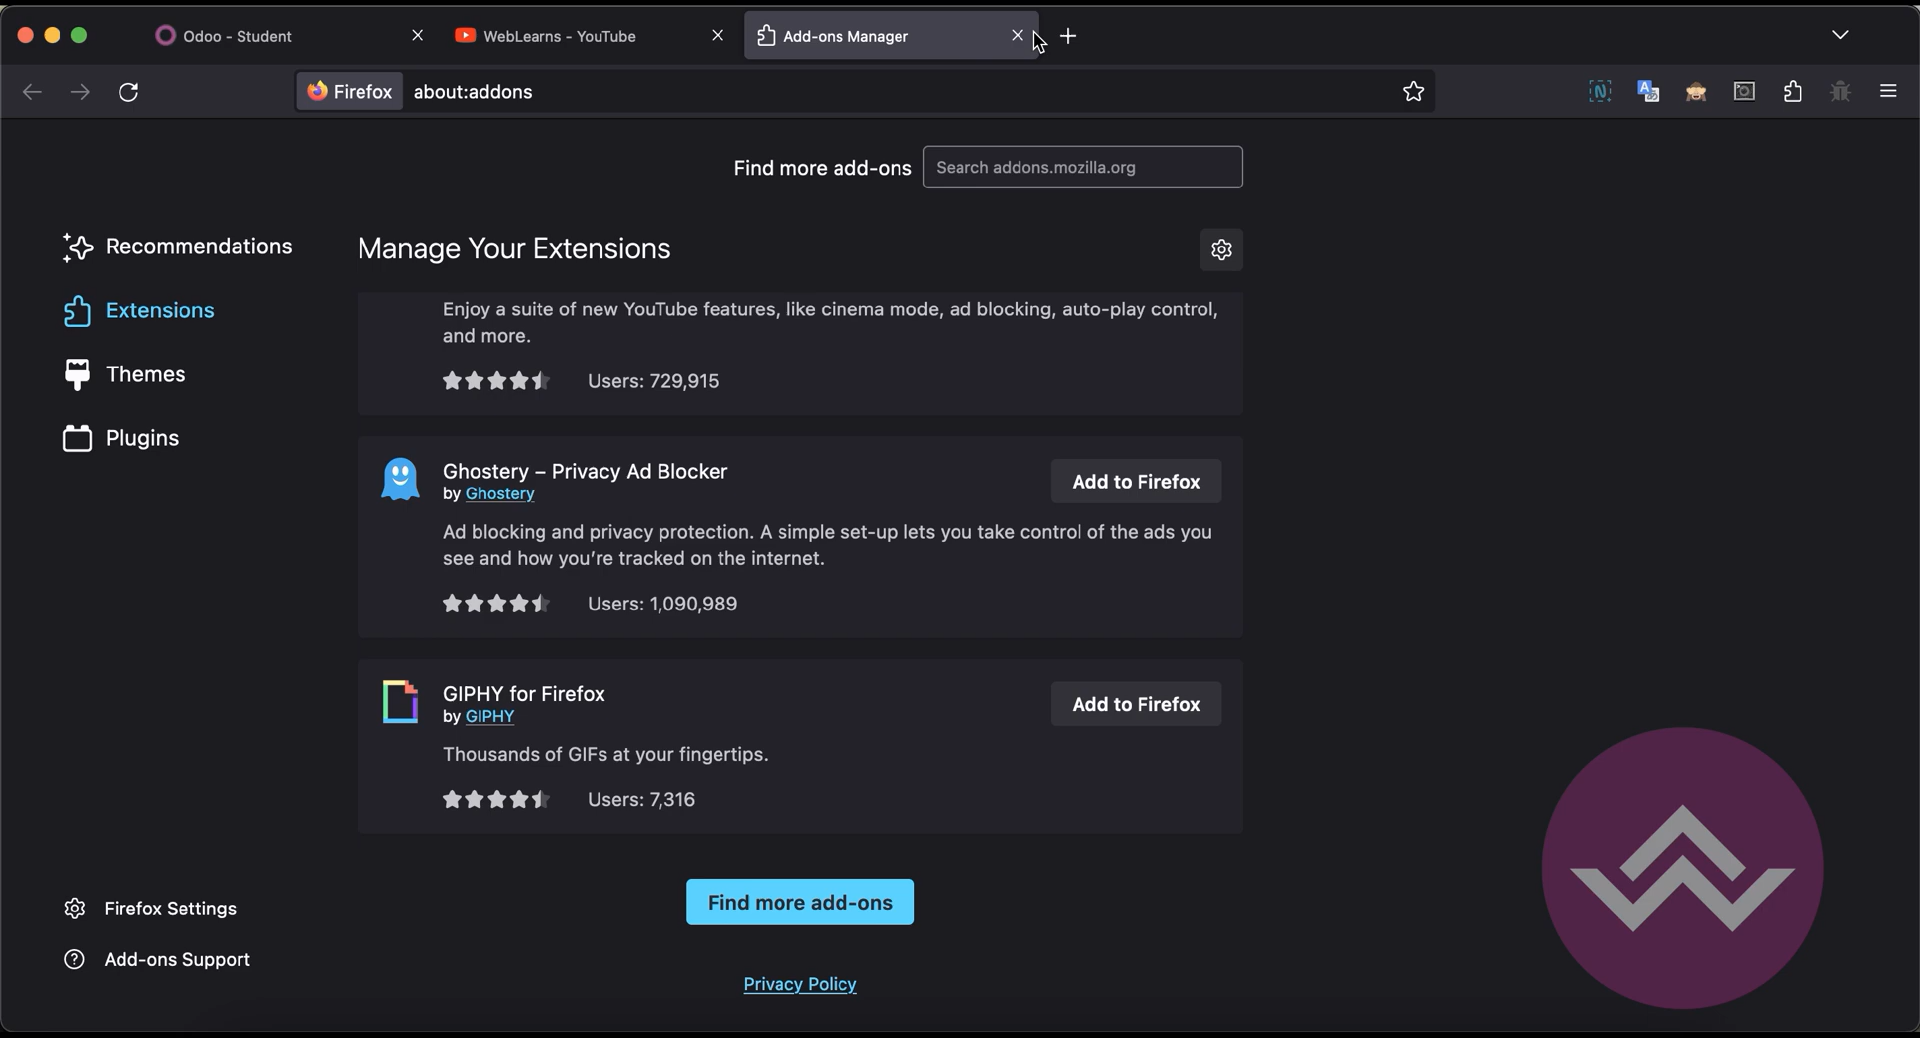 Odoo - Student
WebLearns - YouTube
Add-ons Manager
Firefox
about:addons
Find more add-ons
Search addons.mozilla.org
Recommendations
Extensions
Themes
Plugins
Firefox Settings
Add-ons Support
Manage Your Extensions
Enjoy a suite of new YouTube features, like cinema mode, ad blocking, auto-play control,
and more.
Users: 729,915
Ghostery – Privacy Ad Blocker
by Ghostery
Add to Firefox
Ad blocking and privacy protection. A simple set-up lets you take control of the ads you
see and how you’re tracked on the internet.
Users: 1,090,989
GIPHY for Firefox
by GIPHY
Add to Firefox
Thousands of GIFs at your fingertips.
Users: 7,316
Find more add-ons
Privacy Policy